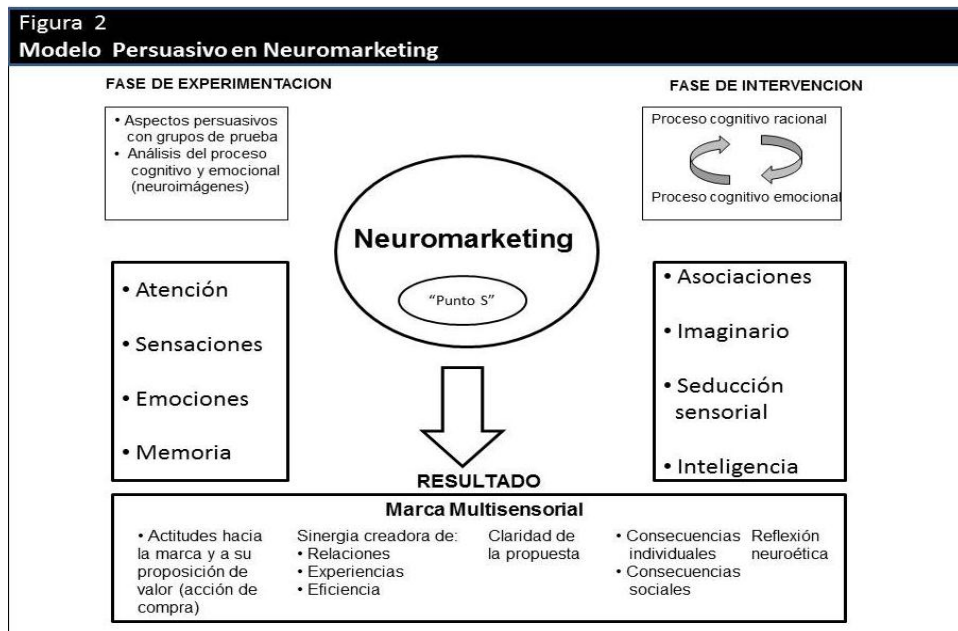 Figura 2
Modelo Persuasivo en Neuromarketing
FASE DE EXPERIMENTACION
• Aspectos persuasivos
con grupos de prueba
• Análisis del proceso
cognitivo y emocional
(neuroimágenes)
• Atención
• Sensaciones
• Emociones
• Memoria
Neuromarketing
"Punto S"
FASE DE INTERVENCION
Proceso cognitivo racional
Proceso cognitivo emocional
• Asociaciones
• Imaginario
• Seducción
sensorial
• Inteligencia
RESULTADO
Marca Multisensorial
• Actitudes hacia
la marca y a su
proposición de
valor (acción de
compra)
Sinergia creadora de:
• Relaciones
• Experiencias
• Eficiencia
Claridad de
la propuesta
• Consecuencias
individuales
• Consecuencias
sociales
Reflexión
neuroética